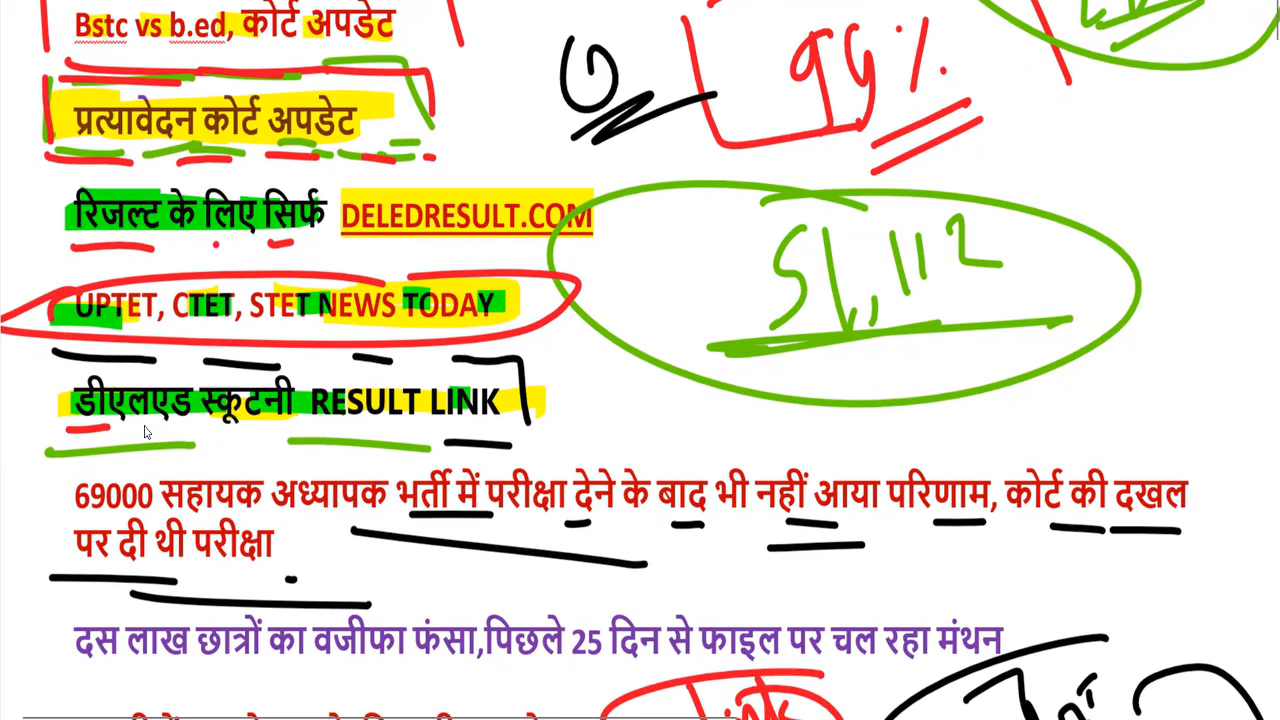 Bstc vs b.ed, कोर्ट अपडेट
99%
प्रत्यावेदन कोर्ट अपडेट
रिजल्ट के लिए सिर्फ DELEDRESULT.COM
51,112
UPTET, CTET, STET NEWS TODAY
डीएलएड स्कूटनी RESULT LINK
69000 सहायक अध्यापक भर्ती में परीक्षा देने के बाद भी नहीं आया परिणाम, कोर्ट की दखल
पर दी थी परीक्षा
दस लाख छात्रों का वजीफा फंसा,पिछले 25 दिन से फाइल पर चल रहा मंथन